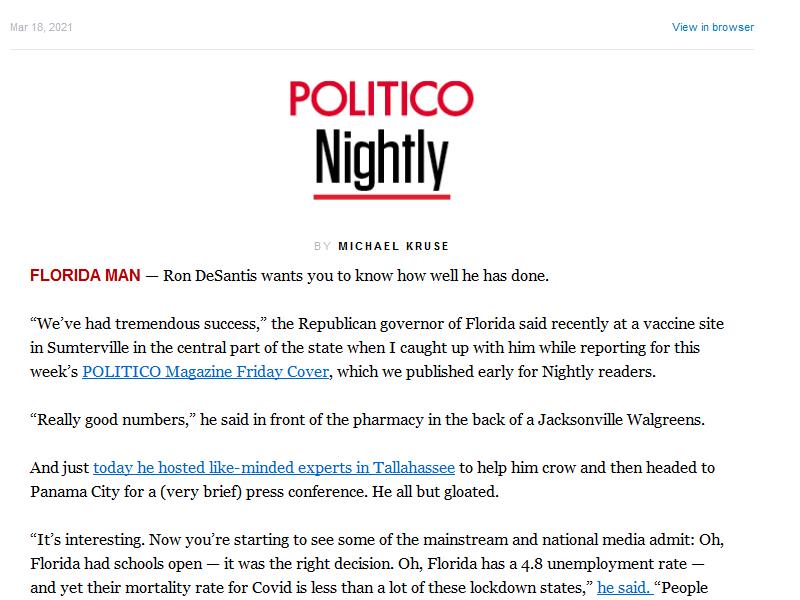 Mar 18, 2021
View in browser
POLITICO
Nightly
BY MICHAEL KRUSE
FLORIDA MAN — Ron DeSantis wants you to know how well he has done.
“We’ve had tremendous success,” the Republican governor of Florida said recently at a vaccine site
in Sumterville in the central part of the state when I caught up with him while reporting for this
week’s POLITICO Magazine Friday Cover, which we published early for Nightly readers.
“Really good numbers,” he said in front of the pharmacy in the back of a Jacksonville Walgreens.
And just today he hosted like-minded experts in Tallahassee to help him crow and then headed to
Panama City for a (very brief) press conference. He all but gloated.
“It’s interesting. Now you’re starting to see some of the mainstream and national media admit: Oh,
Florida had schools open — it was the right decision. Oh, Florida has a 4.8 unemployment rate —
and yet their mortality rate for Covid is less than a lot of these lockdown states,” he said. “People